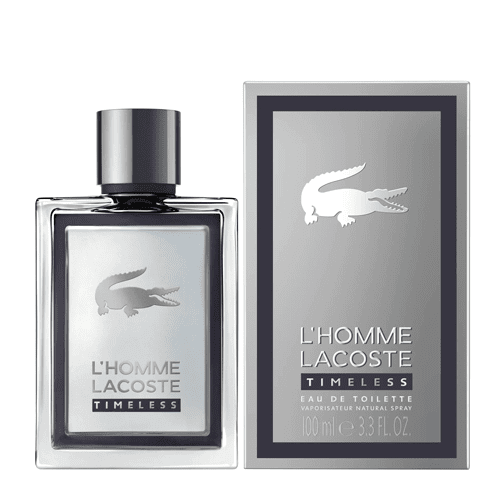 L'HOMME
LACOSTE
TIMELESS
L'HOMME
LACOSTE
TIMELESS
EAU DE TOILETTE
VAPORISATEUR NATURAL SPRAY
100 ml e 3.3 FL. OZ.